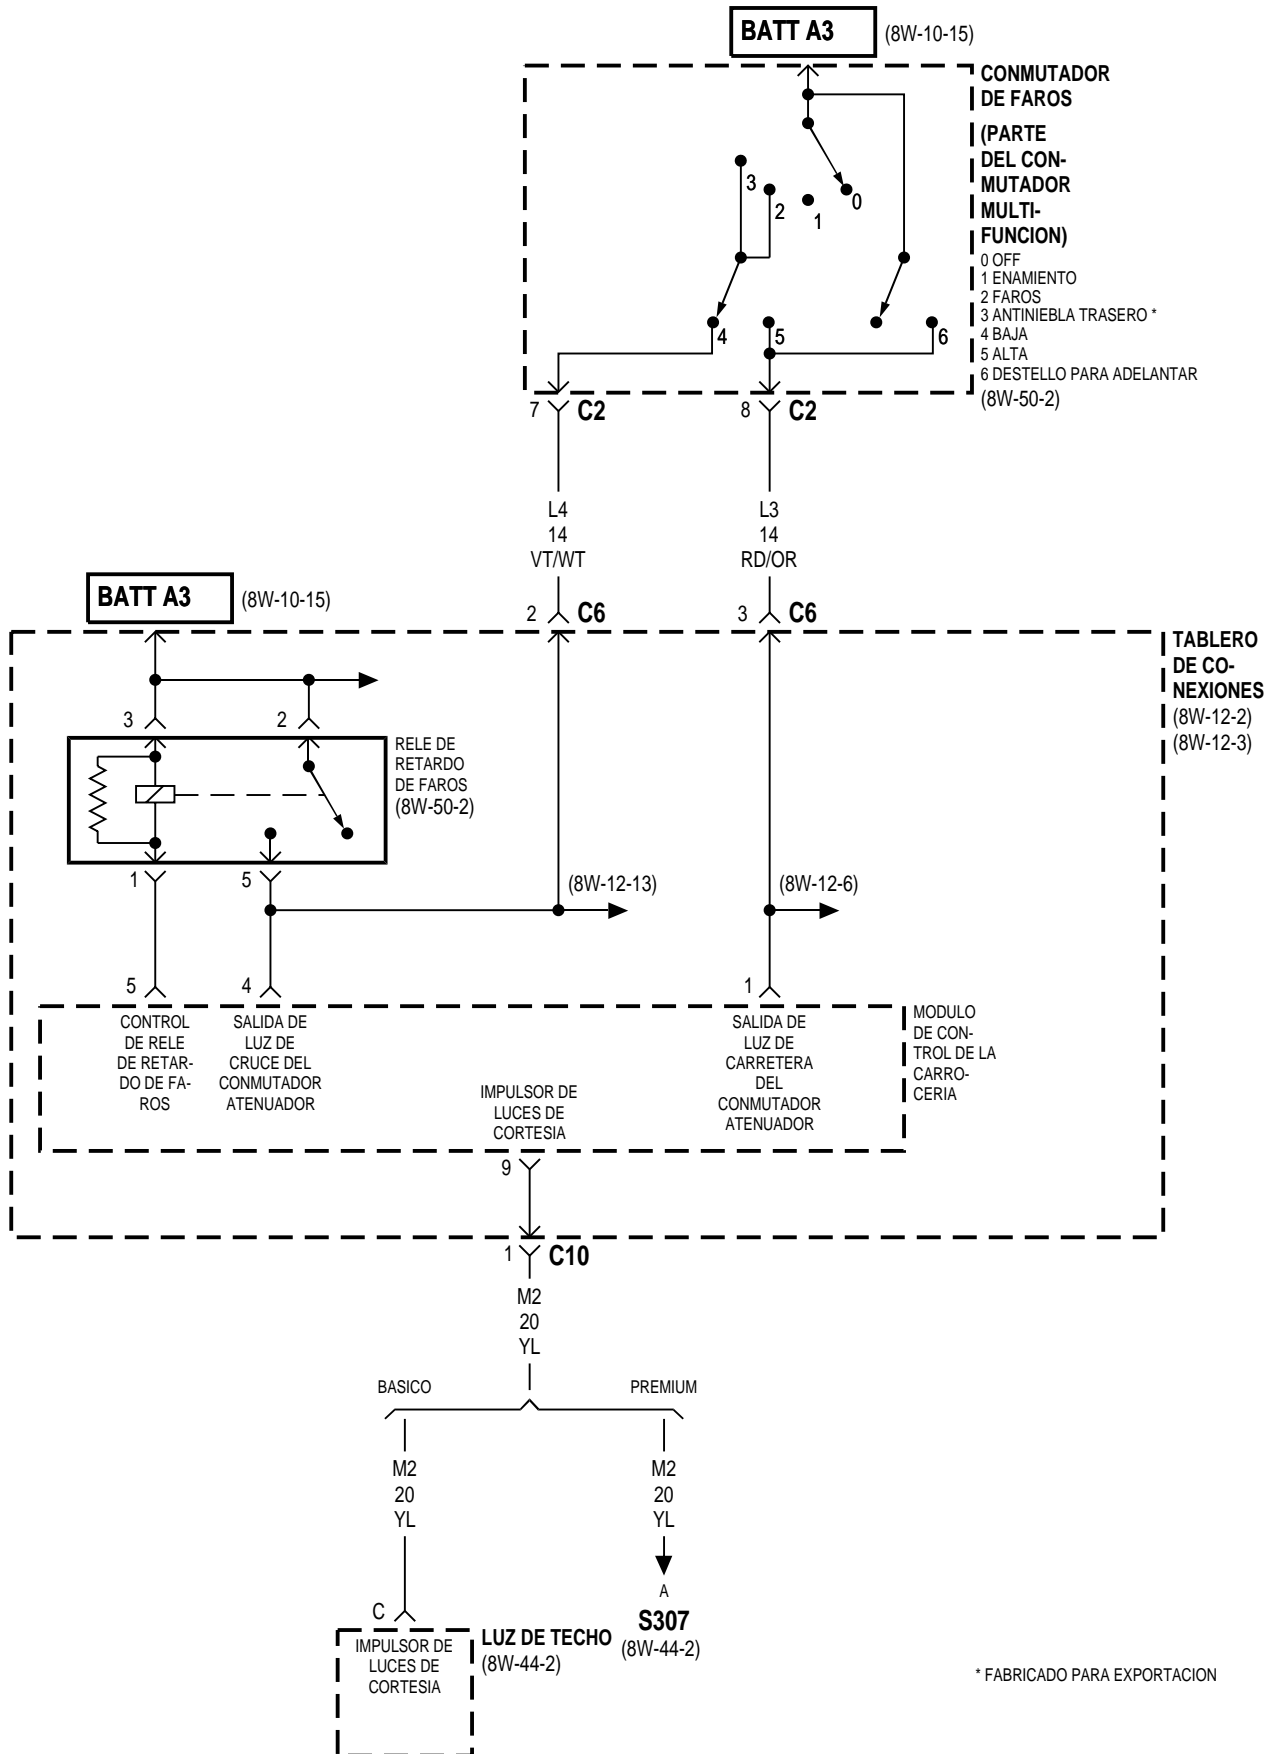 BATT A3 (8W-10-15)
CONMUTADOR
DE FAROS
(PARTE
DEL CON-
MUTADOR
MULTI-
FUNCION)
0 OFF
1 ENAMIENTO
2 FAROS
3 ANTINIEBLA TRASERO *
4 BAJA
5 ALTA
6 DESTELLO PARA ADELANTAR
(8W-50-2)
3
2
1
0
4
5
6
7 C2
8 C2
L4
14
VT/WT
L3
14
RD/OR
BATT A3 (8W-10-15)
2 C6
3 C6
TABLERO
DE CO-
NEXIONES
(8W-12-2)
(8W-12-3)
3
2
RELE DE
RETARDO
DE FAROS
(8W-50-2)
1
5
(8W-12-13)
(8W-12-6)
5
4
1
CONTROL
DE RELE
DE RETAR-
DO DE FA-
ROS
SALIDA DE
LUZ DE
CRUCE DEL
CONMUTADOR
ATENUADOR
IMPULSOR DE
LUCES DE
CORTESIA
SALIDA DE
LUZ DE
CARRETERA
DEL
CONMUTADOR
ATENUADOR
MODULO
DE CON-
TROL DE LA
CARRO-
CERIA
9
1 C10
M2
20
YL
BASICO
PREMIUM
M2
20
YL
M2
20
YL
C
A
S307
(8W-44-2)
IMPULSOR DE
LUCES DE
CORTESIA
LUZ DE TECHO
(8W-44-2)
* FABRICADO PARA EXPORTACION